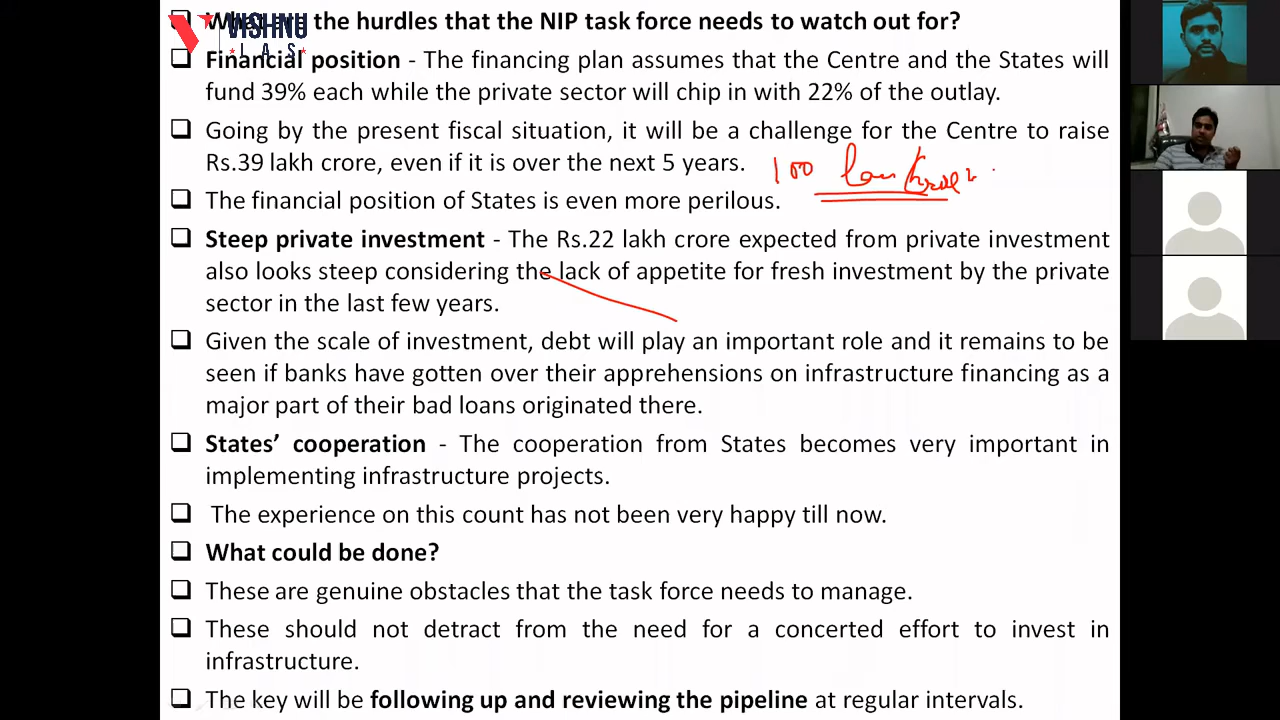 ❑ What are the hurdles that the NIP task force needs to watch out for?
VISHNU
I.A.S
❑ Financial position - The financing plan assumes that the Centre and the States will
fund 39% each while the private sector will chip in with 22% of the outlay.
❑ Going by the present fiscal situation, it will be a challenge for the Centre to raise
Rs.39 lakh crore, even if it is over the next 5 years.
100
❑ The financial position of States is even more perilous.
❑ Steep private investment - The Rs.22 lakh crore expected from private investment
also looks steep considering the lack of appetite for fresh investment by the private
sector in the last few years.
❑ Given the scale of investment, debt will play an important role and it remains to be
seen if banks have gotten over their apprehensions on infrastructure financing as a
major part of their bad loans originated there.
❑ States’ cooperation - The cooperation from States becomes very important in
implementing infrastructure projects.
❑ The experience on this count has not been very happy till now.
❑ What could be done?
❑ These are genuine obstacles that the task force needs to manage.
❑ These should not detract from the need for a concerted effort to invest in
infrastructure.
❑ The key will be following up and reviewing the pipeline at regular intervals.